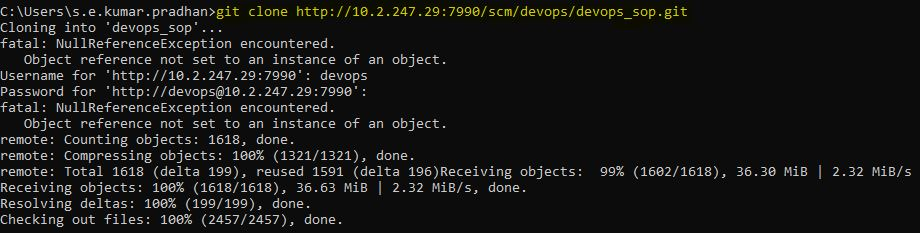 C:\Users\s.e.kumar.pradhan>git clone http://10.2.247.29:7990/scm/devops/devops_sop.git
Cloning into 'devops_sop'...
fatal: NullReferenceException encountered.
   Object reference not set to an instance of an object.
Username for 'http://10.2.247.29:7990': devops
Password for 'http://devops@10.2.247.29:7990':
fatal: NullReferenceException encountered.
   Object reference not set to an instance of an object.
remote: Counting objects: 1618, done.
remote: Compressing objects: 100% (1321/1321), done.
remote: Total 1618 (delta 199), reused 1591 (delta 196)Receiving objects:  99% (1602/1618), 36.30 MiB | 2.32 MiB/s
Receiving objects: 100% (1618/1618), 36.63 MiB | 2.32 MiB/s, done.
Resolving deltas: 100% (199/199), done.
Checking out files: 100% (2457/2457), done.